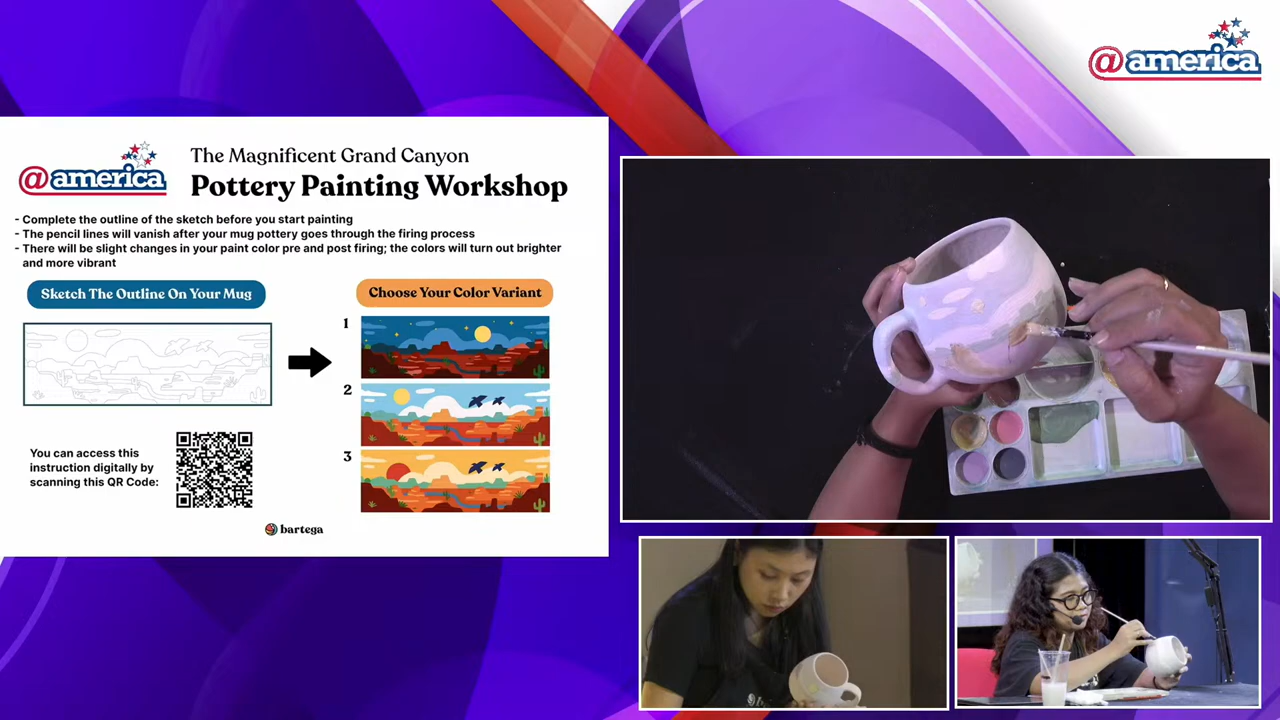 @america
@america
The Magnificent Grand Canyon
Pottery Painting Workshop
- Complete the outline of the sketch before you start painting
- The pencil lines will vanish after your mug pottery goes through the firing process
- There will be slight changes in your paint color pre and post firing; the colors will turn out brighter
and more vibrant
Sketch The Outline On Your Mug
Choose Your Color Variant
1
2
3
You can access this
instruction digitally by
scanning this QR Code:
bartega